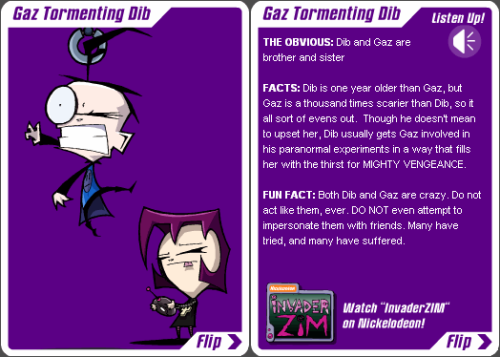 Gaz Tormenting Dib
Flip
Gaz Tormenting Dib
Listen Up!
THE OBVIOUS: Dib and Gaz are
brother and sister
FACTS: Dib is one year older than Gaz, but
Gaz is a thousand times scarier than Dib, so it
all sort of evens out. Though he doesn't mean
to upset her, Dib usually gets Gaz involved in
his paranormal experiments in a way that fills
her with the thirst for MIGHTY VENGEANCE.
FUN FACT: Both Dib and Gaz are crazy. Do not
act like them, ever. DO NOT even attempt to
impersonate them with friends. Many have
tried, and many have suffered.
NICKELODEON
INVADER
ZIM
Watch "InvaderZIM"
on Nickelodeon!
Flip